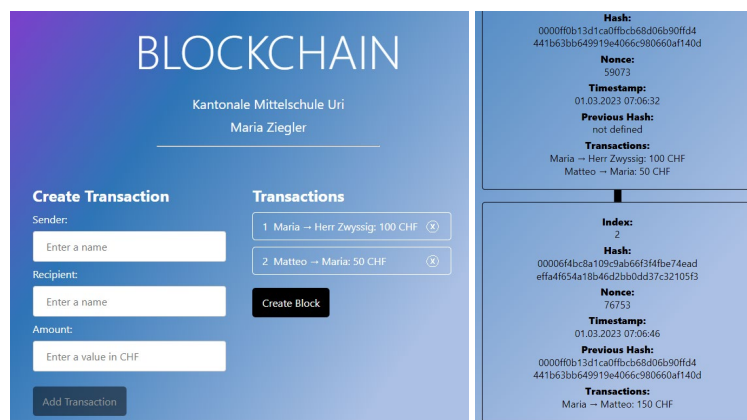 BLOCKCHAIN
Kantonale Mittelschule Uri
Maria Ziegler
Create Transaction
Sender:
Enter a name
Recipient:
Enter a name
Amount:
Enter a value in CHF
Add Transaction
Transactions
1 Maria → Herr Zwyssig: 100 CHF x
2 Matteo → Maria: 50 CHF x
Create Block
Hash:
0000ff0b13d1ca0ffbcb68d06b90ffd4
441b63bb649919e4066c980660af140d
Nonce:
59073
Timestamp:
01.03.2023 07:06:32
Previous Hash:
not defined
Transactions:
Maria → Herr Zwyssig: 100 CHF
Matteo → Maria: 50 CHF
Index:
2
Hash:
00006f4bc8a109c9ab66f3f4fbe74ead
effa4f654a18b46d2bb0dd37c32105f3
Nonce:
76753
Timestamp:
01.03.2023 07:06:46
Previous Hash:
0000ff0b13d1ca0ffbcb68d06b90ffd4
441b63bb649919e4066c980660af140d
Transactions:
Maria → Matteo: 150 CHF